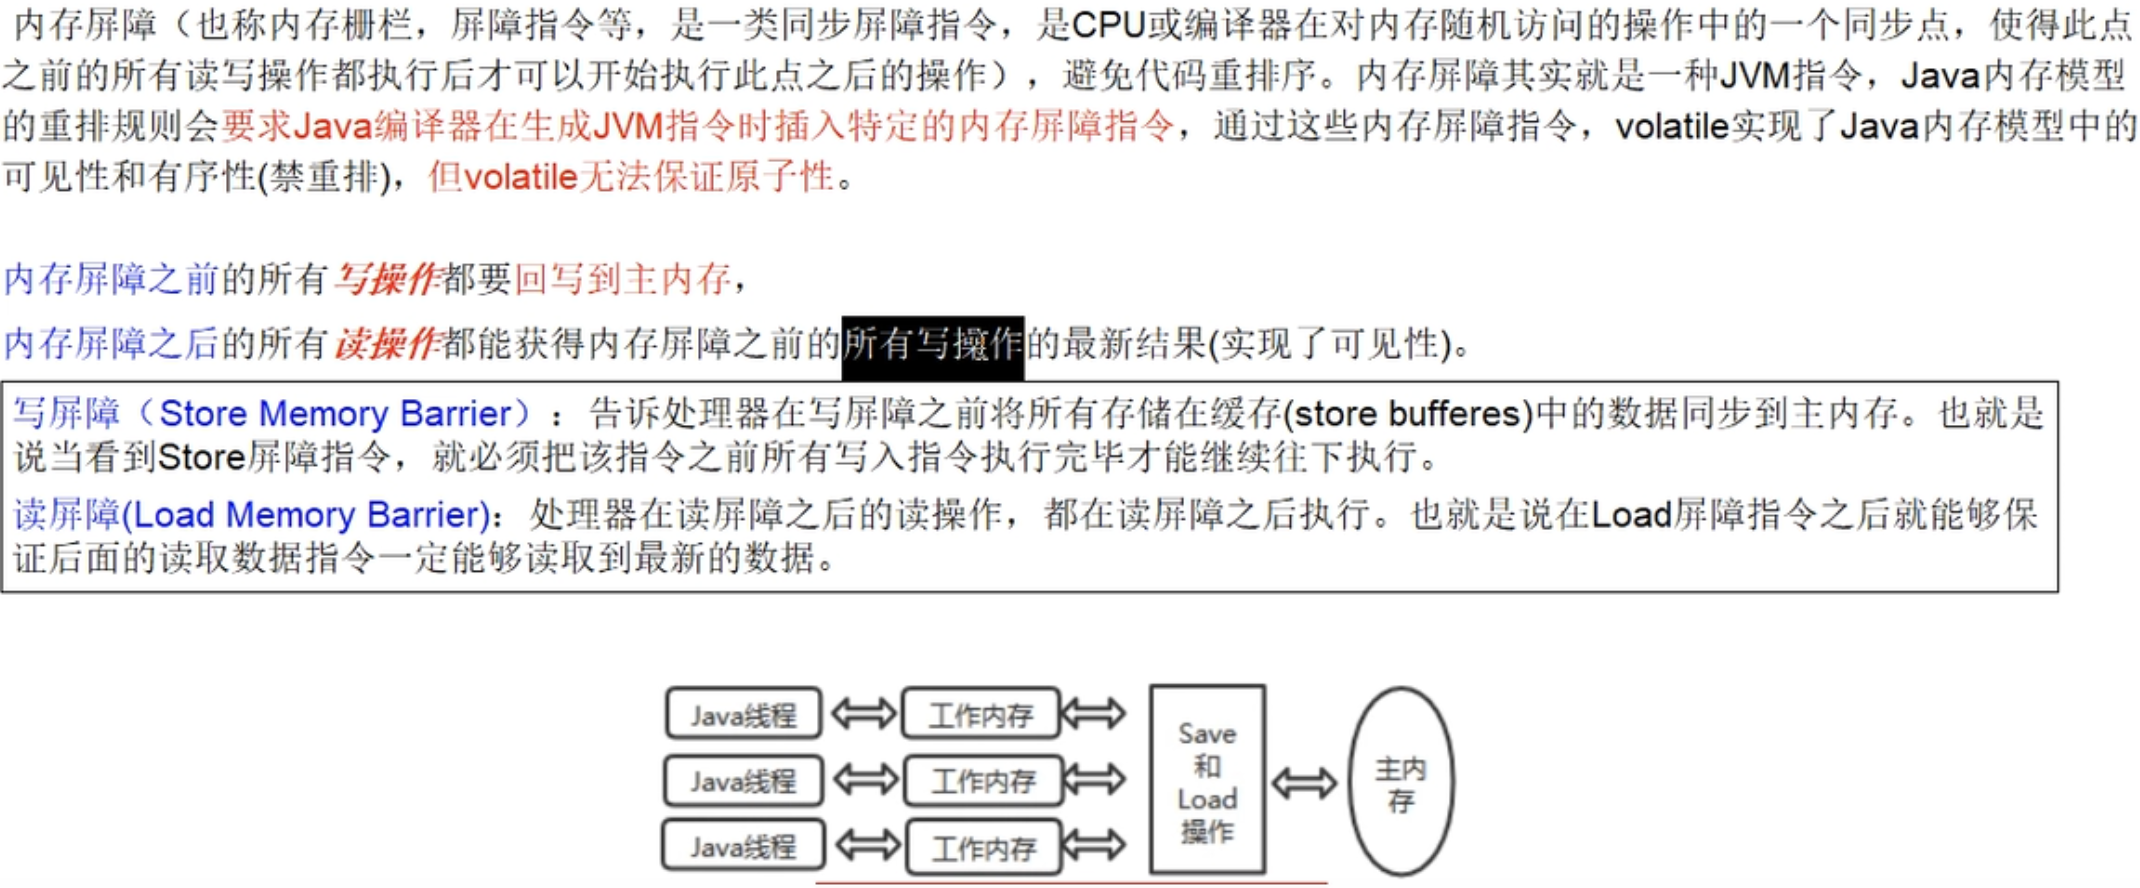 内存屏障（也称内存栅栏，屏障指令等，是一类同步屏障指令，是CPU或编译器在对内存随机访问的操作中的一个同步点，使得此点
之前的所有读写操作都执行后才可以开始执行此点之后的操作），避免代码重排序。内存屏障其实就是一种JVM指令，Java内存模型
的重排规则会要求Java编译器在生成JVM指令时插入特定的内存屏障指令，通过这些内存屏障指令，volatile实现了Java内存模型中的
可见性和有序性(禁重排)，但volatile无法保证原子性。
内存屏障之前的所有写操作都要回写到主内存，
内存屏障之后的所有读操作都能获得内存屏障之前的所有写操作的最新结果(实现了可见性)。
写屏障（Store Memory Barrier）：告诉处理器在写屏障之前将所有存储在缓存(store bufferes)中的数据同步到主内存。也就是
说当看到Store屏障指令，就必须把该指令之前所有写入指令执行完毕才能继续往下执行。
读屏障(Load Memory Barrier)：处理器在读屏障之后的读操作，都在读屏障之后执行。也就是说在Load屏障指令之后就能够保
证后面的读取数据指令一定能够读取到最新的数据。
Java线程
工作内存
Java线程
工作内存
Java线程
工作内存
Save
和
Load
操作
主内
存